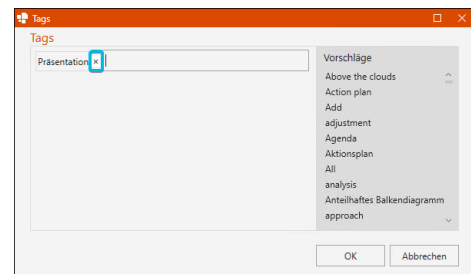 Tags
Tags
Präsentation ×
Vorschläge
Above the clouds
Action plan
Add
adjustment
Agenda
Aktionsplan
All
analysis
Anteilhaftes Balkendiagramm
approach
OK
Abbrechen